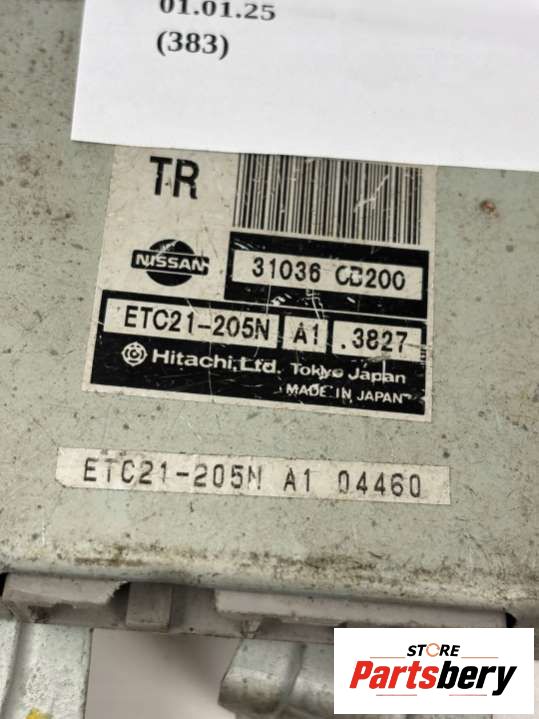 01.01.25
(383)
TR
NISSAN
31036 CB200
ETC21-205N A1 .3827
Hitachi,Ltd. Tokyo Japan
MADE IN JAPAN
ETC21-205N A1 04460
STORE
Partsbery